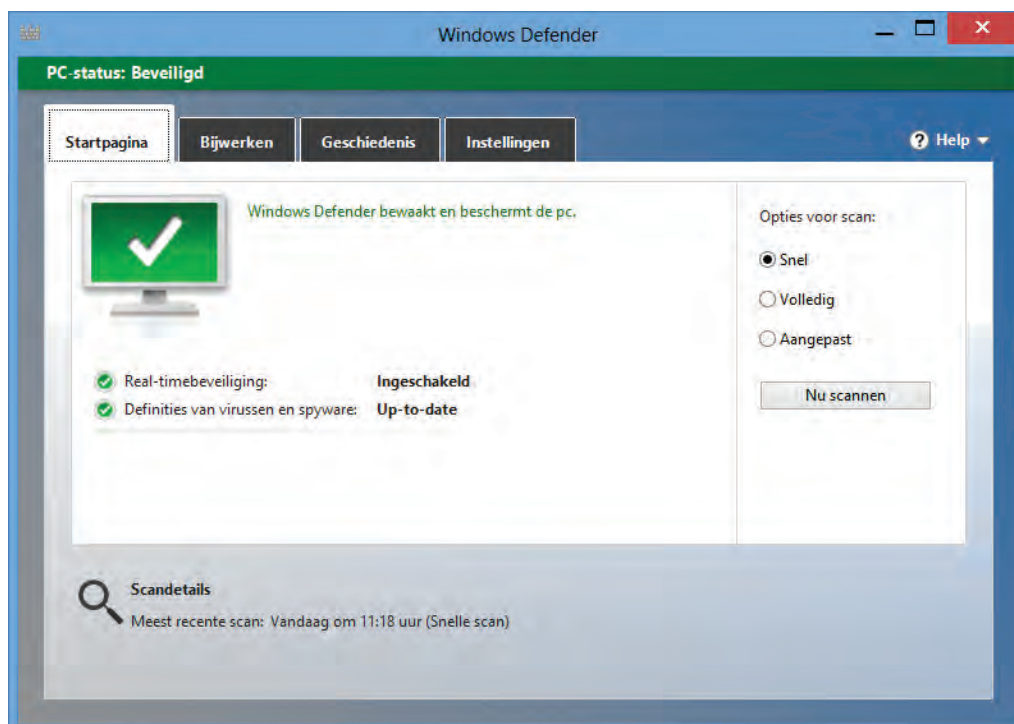 Windows Defender
PC-status: Beveiligd
Startpagina Bijwerken Geschiedenis Instellingen Help
Windows Defender bewaakt en beschermt de pc.
Opties voor scan:
Snel
Volledig
Aangepast
Nu scannen
Real-timebeveiliging: Ingeschakeld
Definities van virussen en spyware: Up-to-date
Scandetails
Meest recente scan: Vandaag om 11:18 uur (Snelle scan)